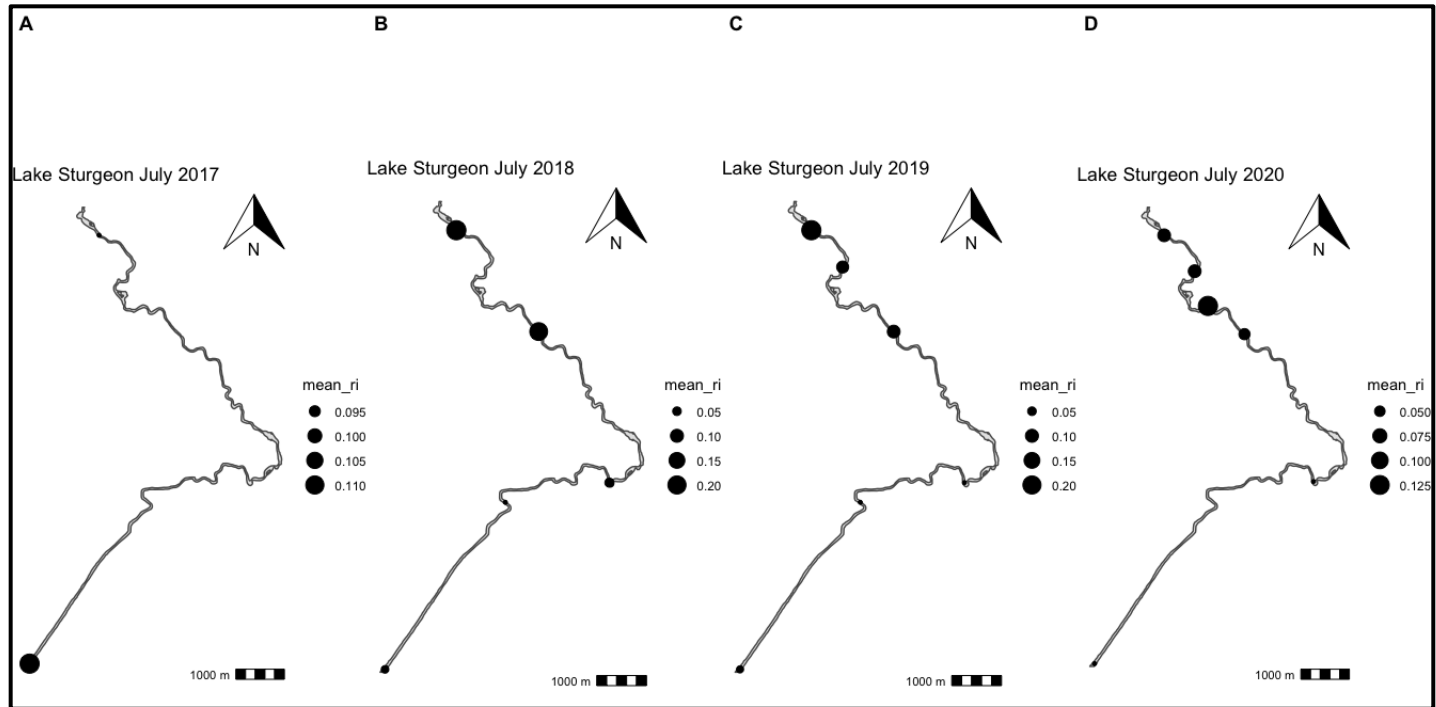 A
B
C
D
Lake Sturgeon July 2017
Lake Sturgeon July 2018
Lake Sturgeon July 2019
Lake Sturgeon July 2020
N
N
N
N
mean_ri
0.095
0.100
0.105
0.110
mean_ri
0.05
0.10
0.15
0.20
mean_ri
0.05
0.10
0.15
0.20
mean_ri
0.050
0.075
0.100
0.125
1000 m
1000 m
1000 m
1000 m